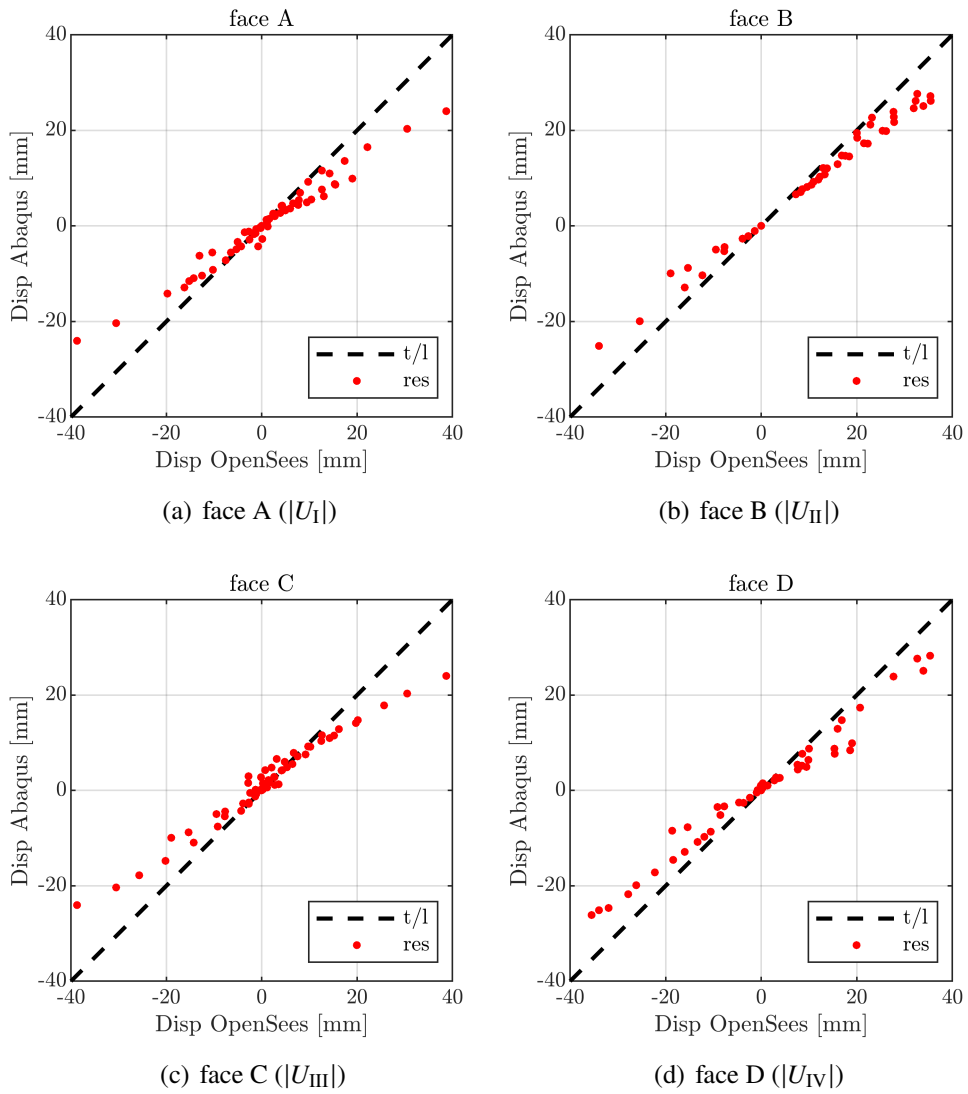 face A
40
20
0
-20
-40
Disp Abaqus [mm]
t/l
res
-40 -20 0 20 40
Disp OpenSees [mm]
(a) face A (|U_I|)
face B
40
20
0
-20
-40
Disp Abaqus [mm]
t/l
res
-40 -20 0 20 40
Disp OpenSees [mm]
(b) face B (|U_II|)
face C
40
20
0
-20
-40
Disp Abaqus [mm]
t/l
res
-40 -20 0 20 40
Disp OpenSees [mm]
(c) face C (|U_III|)
face D
40
20
0
-20
-40
Disp Abaqus [mm]
t/l
res
-40 -20 0 20 40
Disp OpenSees [mm]
(d) face D (|U_IV|)